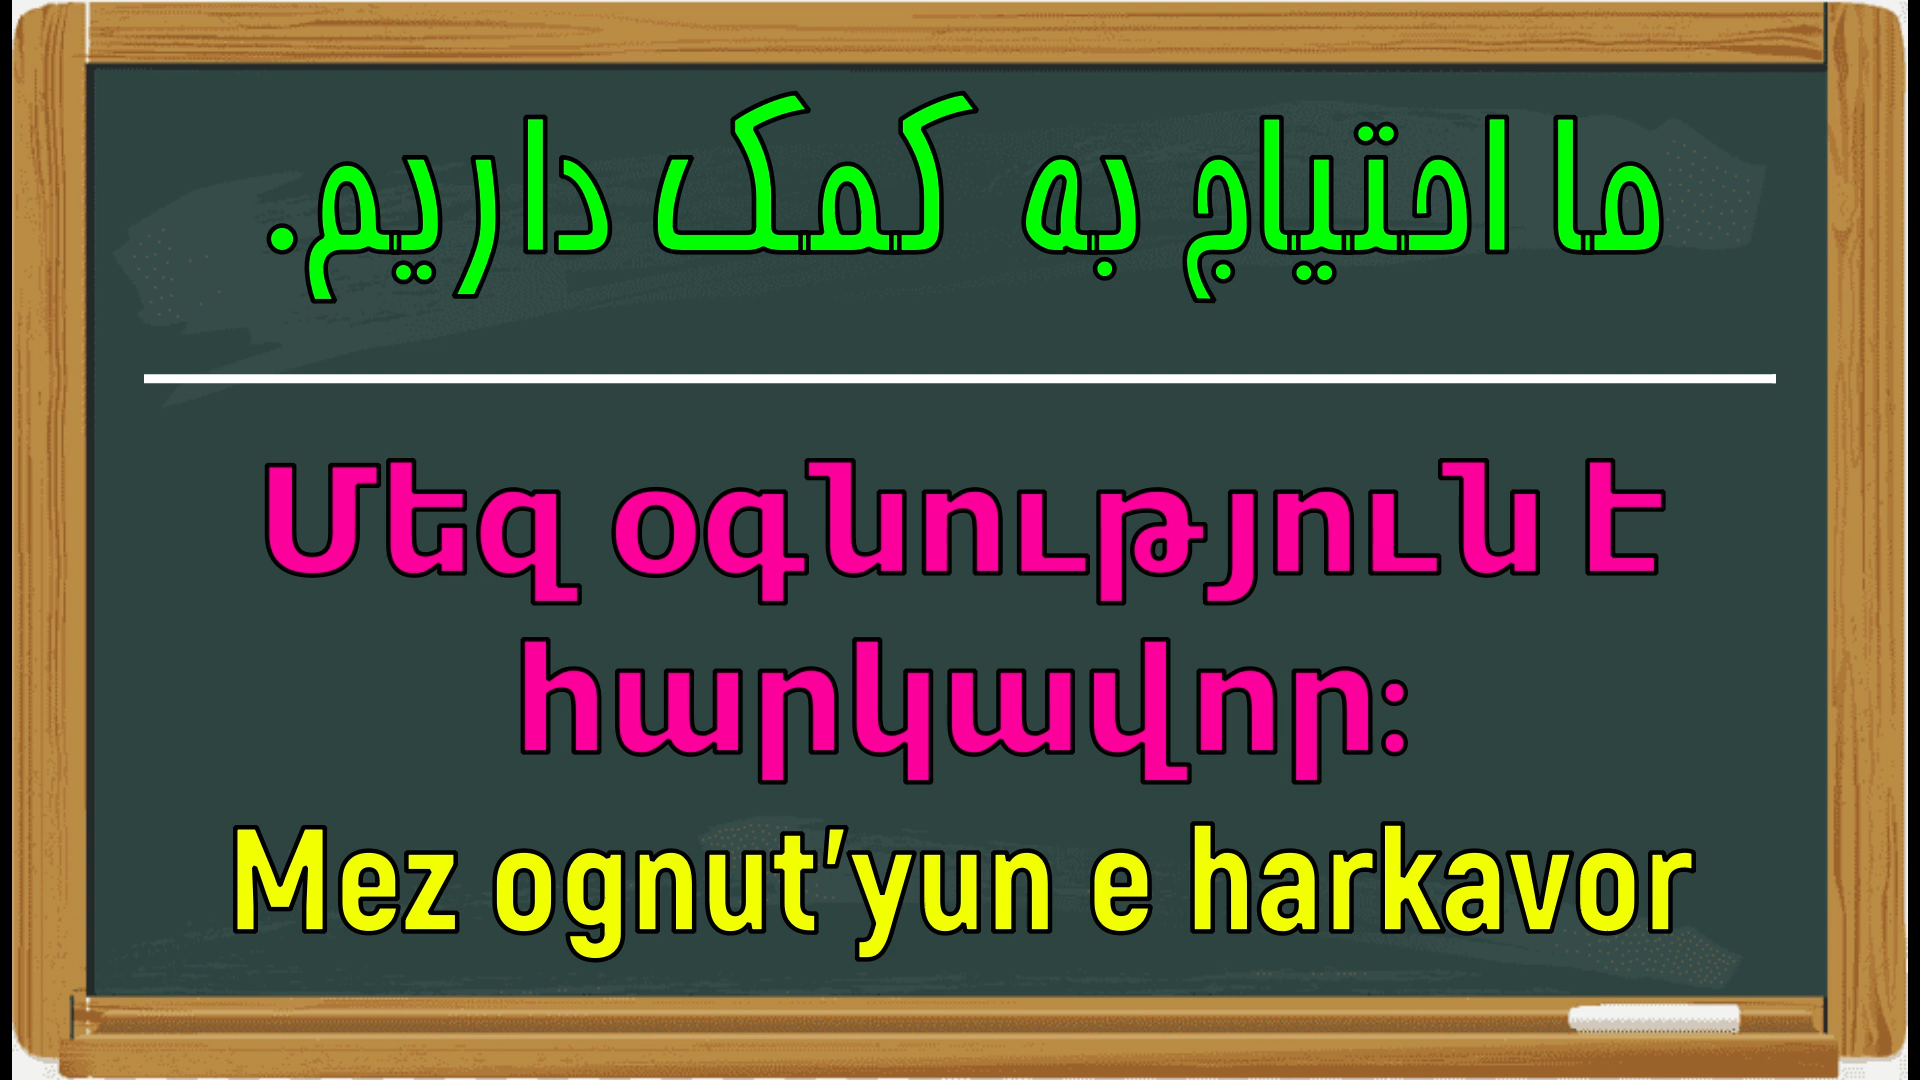 ما احتیاج به کمک داریم.
Մեզ օգնություն է
հարկավոր:
Mez ognut’yun e harkavor